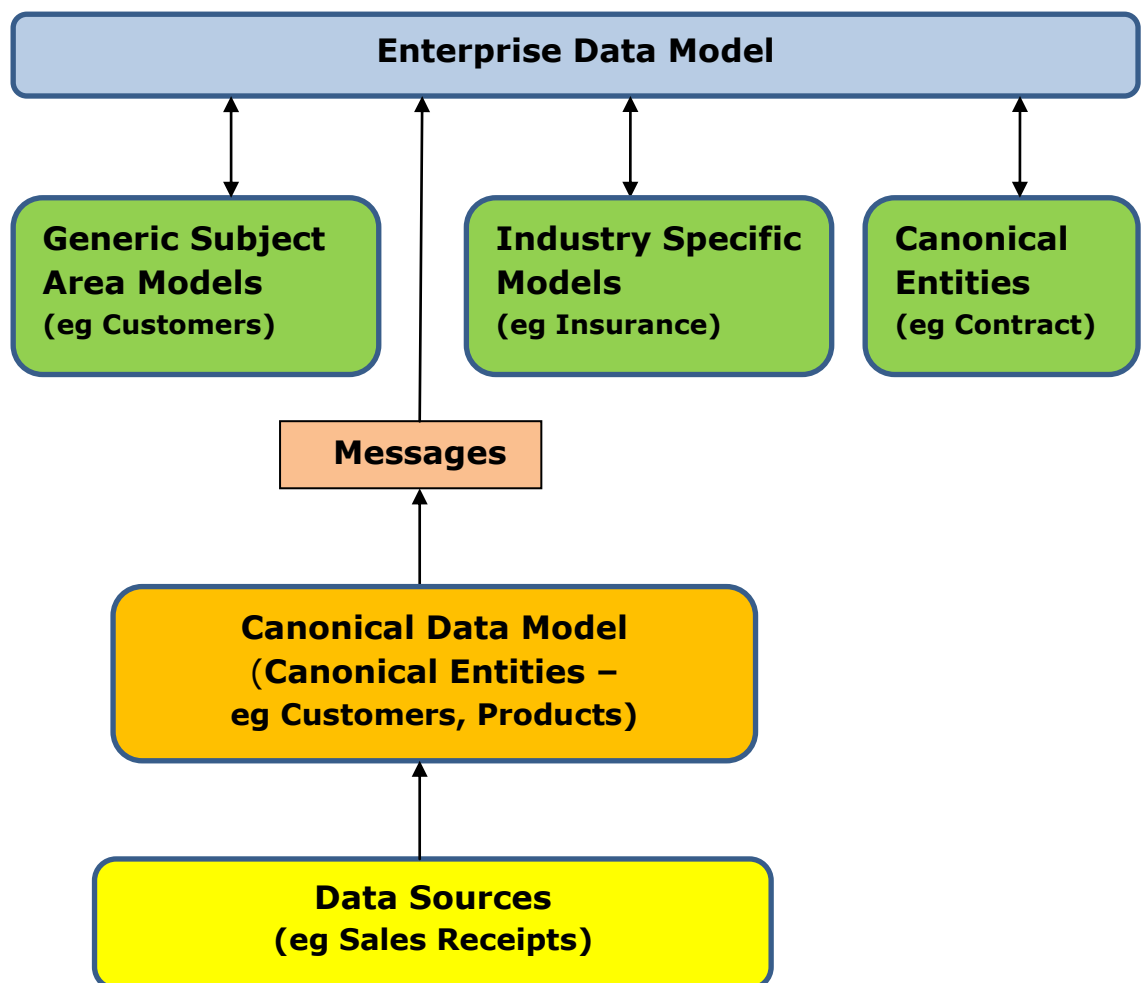 Enterprise Data Model
Generic Subject
Area Models
(eg Customers)
Industry Specific
Models
(eg Insurance)
Canonical
Entities
(eg Contract)
Messages
Canonical Data Model
(Canonical Entities –
eg Customers, Products)
Data Sources
(eg Sales Receipts)